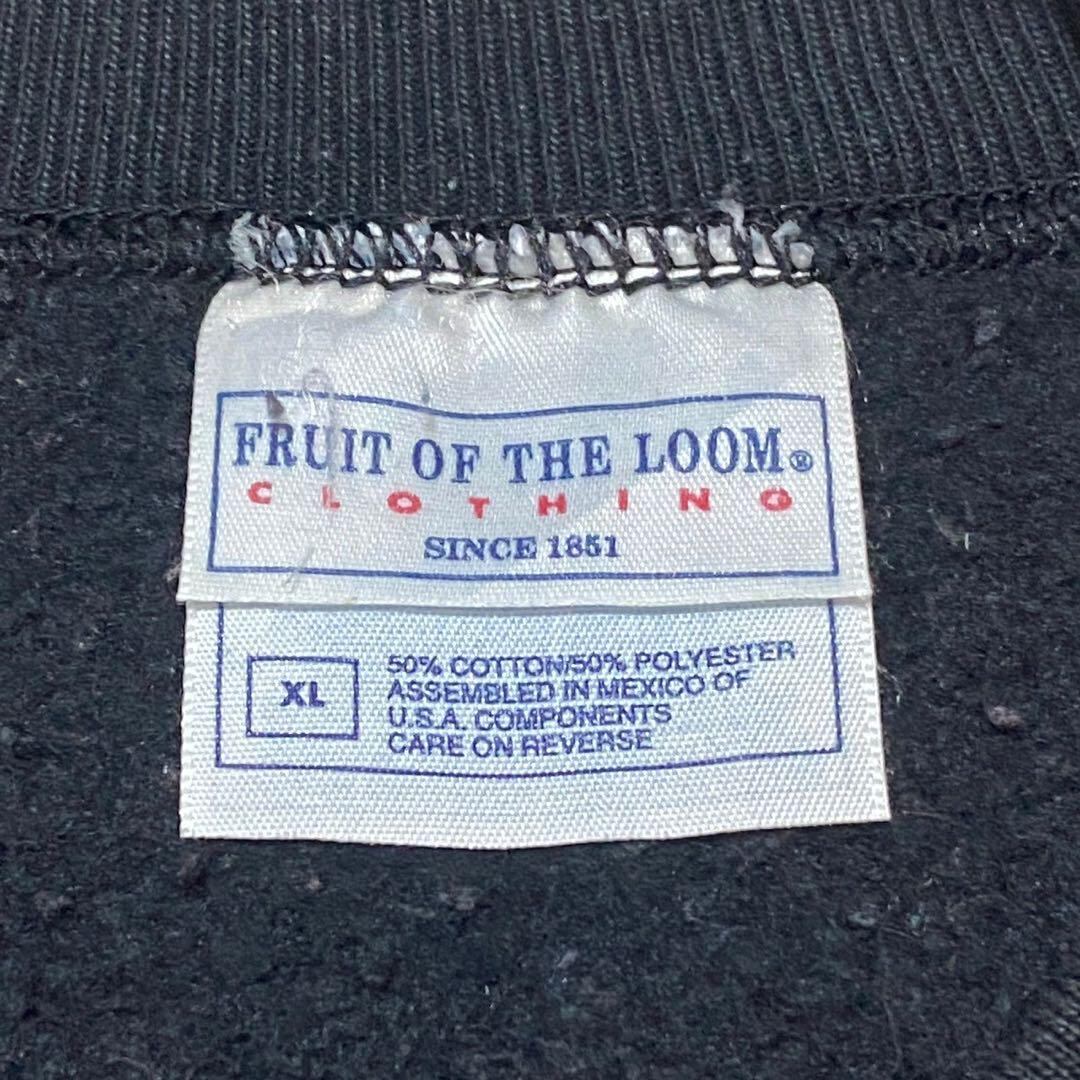 FRUIT OF THE LOOM®
CLOTHING
SINCE 1851
XL
50% COTTON/50% POLYESTER
ASSEMBLED IN MEXICO OF
U.S.A. COMPONENTS
CARE ON REVERSE